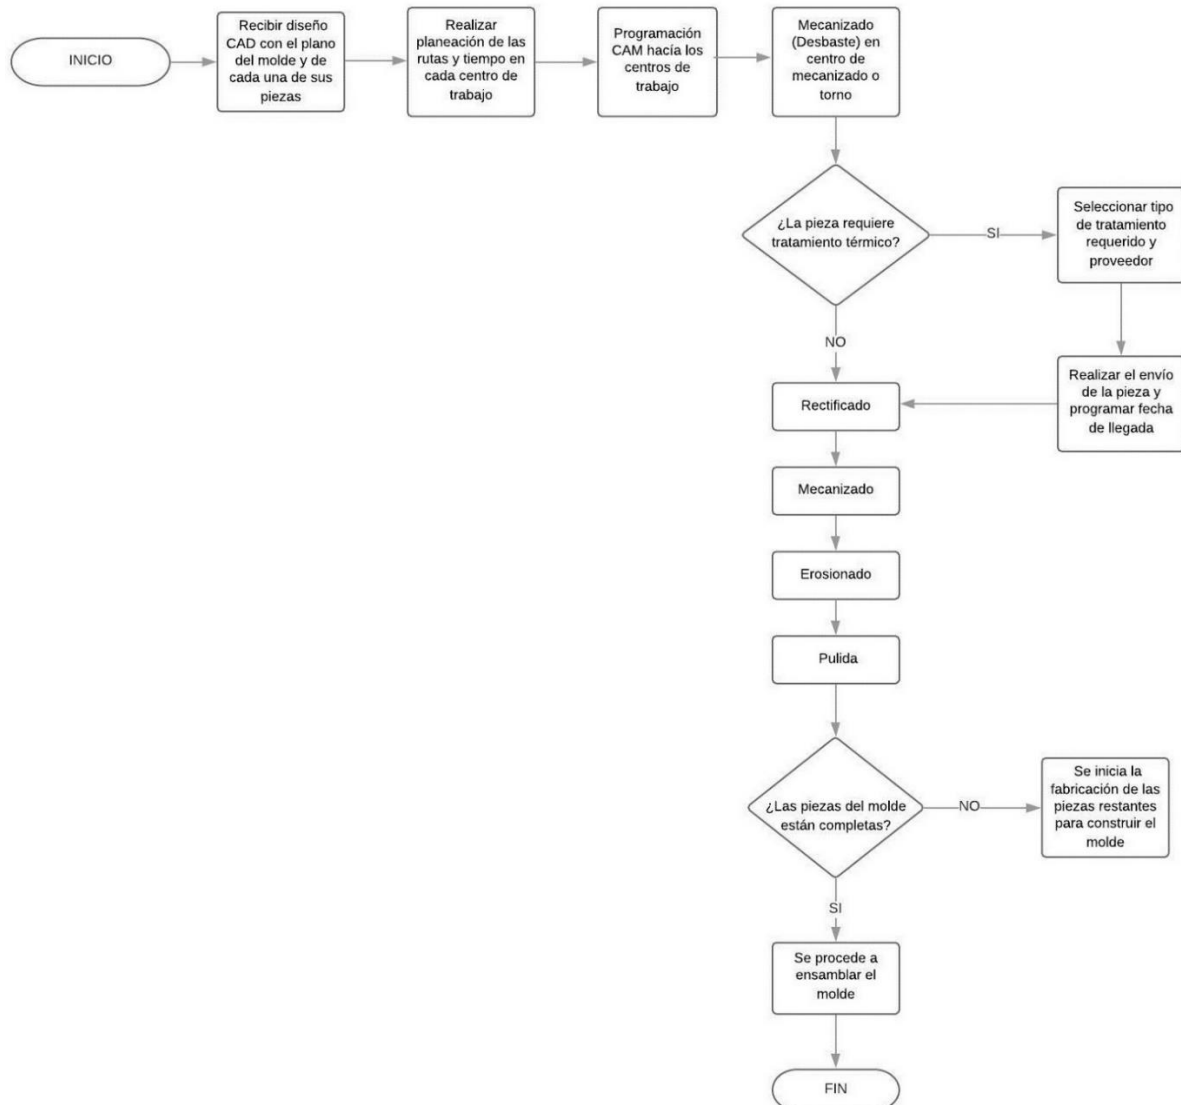 INICIO
Recibir diseño
CAD con el plano
del molde y de
cada una de sus
piezas
Realizar
planeación de las
rutas y tiempo en
cada centro de
trabajo
Programación
CAM hacía los
centros de
trabajo
Mecanizado
(Desbaste) en
centro de
mecanizado o
torno
¿La pieza requiere
tratamiento térmico?
SI
Seleccionar tipo
de tratamiento
requerido y
proveedor
Realizar el envío
de la pieza y
programar fecha
de llegada
NO
Rectificado
Mecanizado
Erosionado
Pulida
¿Las piezas del molde
están completas?
NO
Se inicia la
fabricación de las
piezas restantes
para construir el
molde
SI
Se procede a
ensamblar el
molde
FIN